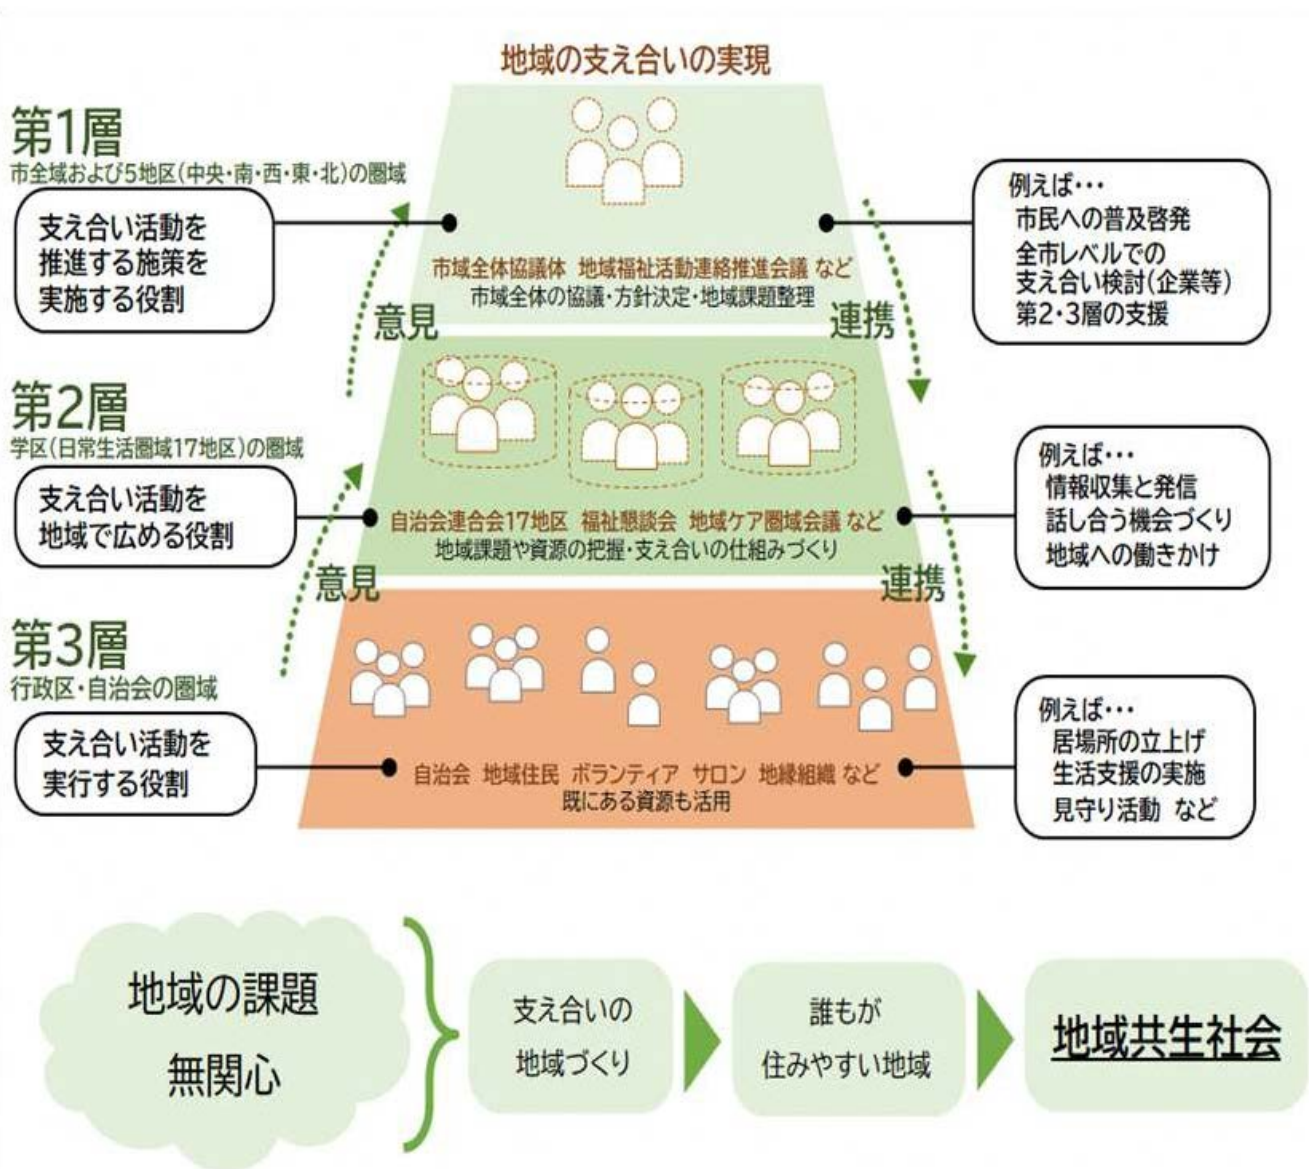 地域の支え合いの実現
第1層
市全域および5地区(中央・南・西・東・北)の圏域
支え合い活動を
推進する施策を
実施する役割
市域全体協議体 地域福祉活動連絡推進会議 など
市域全体の協議・方針決定・地域課題整理
例えば・・・
市民への普及啓発
全市レベルでの
支え合い検討(企業等)
第2・3層の支援
意見
連携
第2層
学区(日常生活圏域17地区)の圏域
支え合い活動を
地域で広める役割
自治会連合会17地区 福祉懇談会 地域ケア圏域会議 など
地域課題や資源の把握・支え合いの仕組みづくり
例えば・・・
情報収集と発信
話し合う機会づくり
地域への働きかけ
意見
連携
第3層
行政区・自治会の圏域
支え合い活動を
実行する役割
自治会 地域住民 ボランティア サロン 地縁組織 など
既にある資源も活用
例えば・・・
居場所の立上げ
生活支援の実施
見守り活動 など
地域の課題
無関心
支え合いの
地域づくり
誰もが
住みやすい地域
地域共生社会